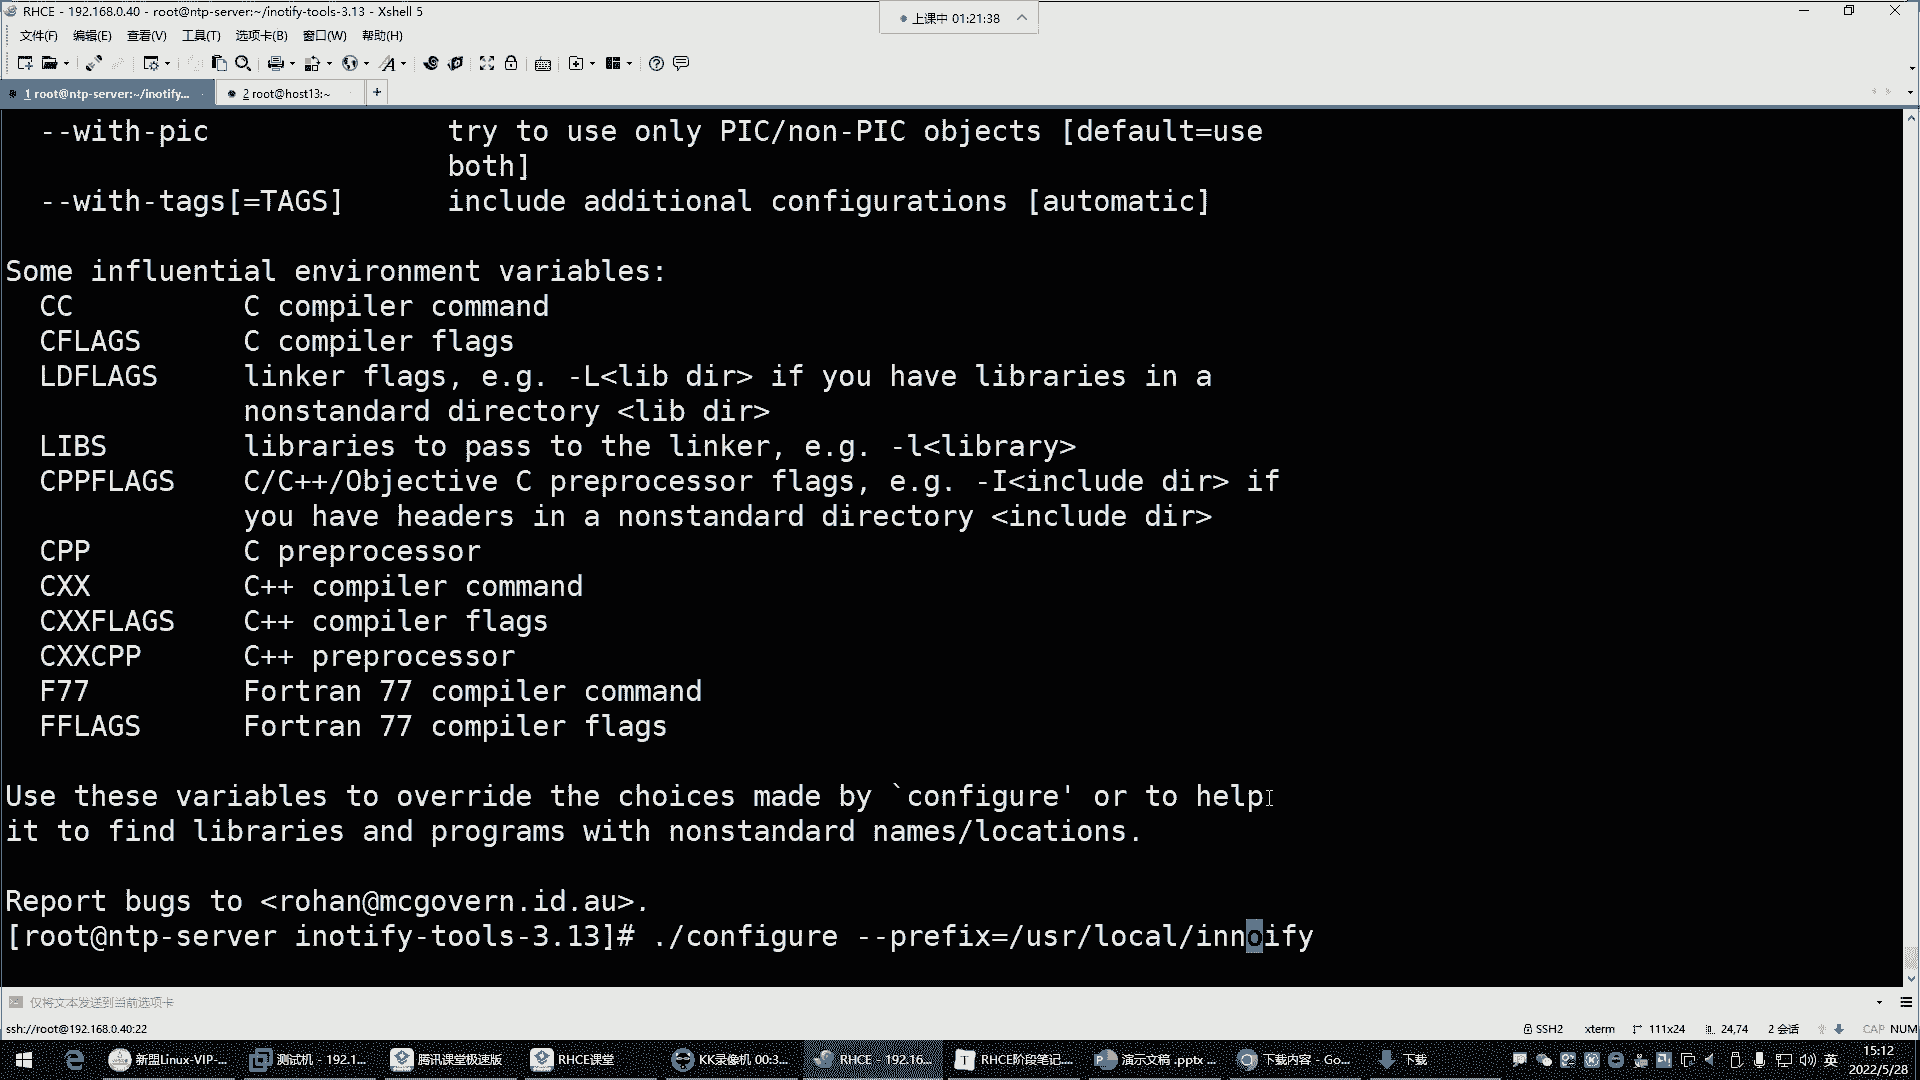 RHCE - 192.168.0.40 - root@ntp-server:~/inotify-tools-3.13 - Xshell 5
上课中 01:21:38
文件(F) 编辑(E) 查看(V) 工具(T) 选项卡(B) 窗口(W) 帮助(H)
1 root@ntp-server:~/inotify... 2 root@host13:~ +
--with-pic try to use only PIC/non-PIC objects [default=use
both]
--with-tags[=TAGS] include additional configurations [automatic]
Some influential environment variables:
CC C compiler command
CFLAGS C compiler flags
LDFLAGS linker flags, e.g. -L<lib dir> if you have libraries in a
nonstandard directory <lib dir>
LIBS libraries to pass to the linker, e.g. -l<library>
CPPFLAGS C/C++/Objective C preprocessor flags, e.g. -I<include dir> if
you have headers in a nonstandard directory <include dir>
CPP C preprocessor
CXX C++ compiler command
CXXFLAGS C++ compiler flags
CXXCPP C++ preprocessor
F77 Fortran 77 compiler command
FFLAGS Fortran 77 compiler flags
Use these variables to override the choices made by `configure' or to help
it to find libraries and programs with nonstandard names/locations.
Report bugs to <rohan@mcgovern.id.au>.
[root@ntp-server inotify-tools-3.13]# ./configure --prefix=/usr/local/innoify
仅将文本发送到当前选项卡
ssh://root@192.168.0.40:22 SSH2 xterm 111x24 24,74 2 会话 CAP NUM
新盟Linux-VIP-... 测试机 - 192.1... 腾讯课堂极速版 RHCE课堂 KK录像机 00:3... RHCE - 192.16... RHCE阶段笔记.... 演示文稿 .pptx ... 下载内容 - Go... 下载 英 15:12
2022/5/28